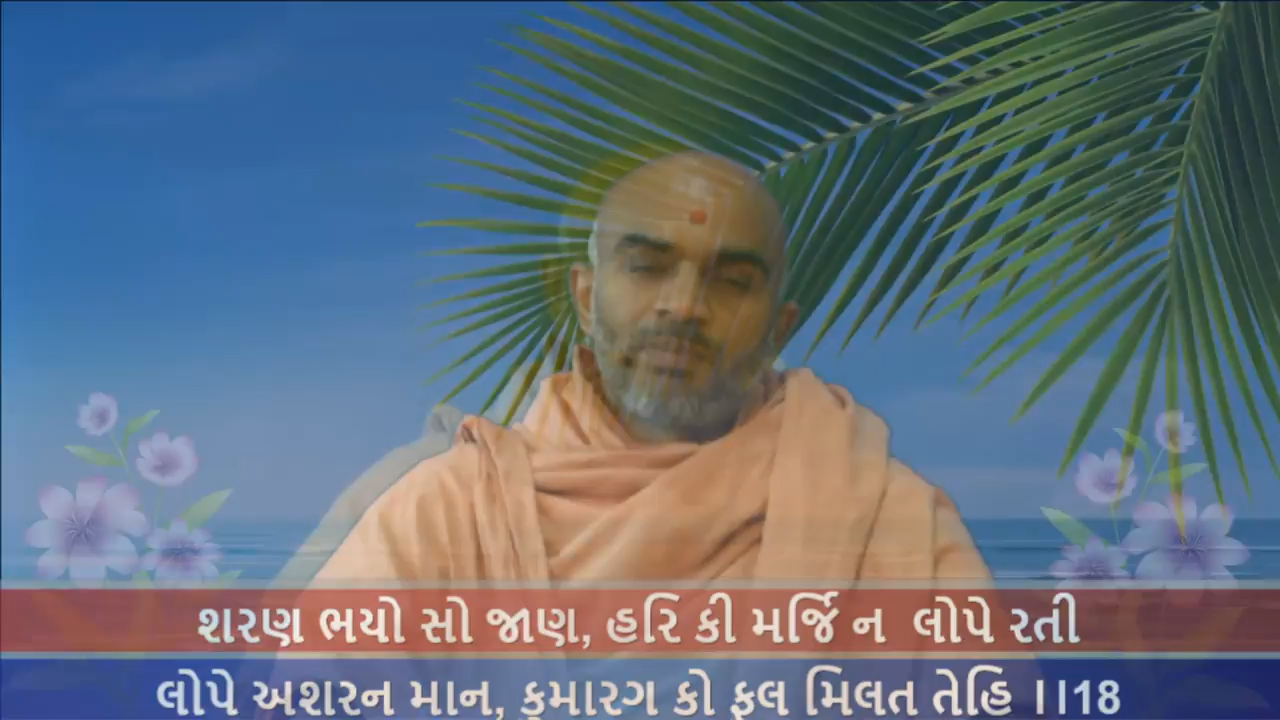 શરણ ભયો સો જાણ, હરિ કી મર્જિ ન લોપે રતી
લોપે અશરન માન, કુમારગ કો ફલ મિલત તેહિ ।।18